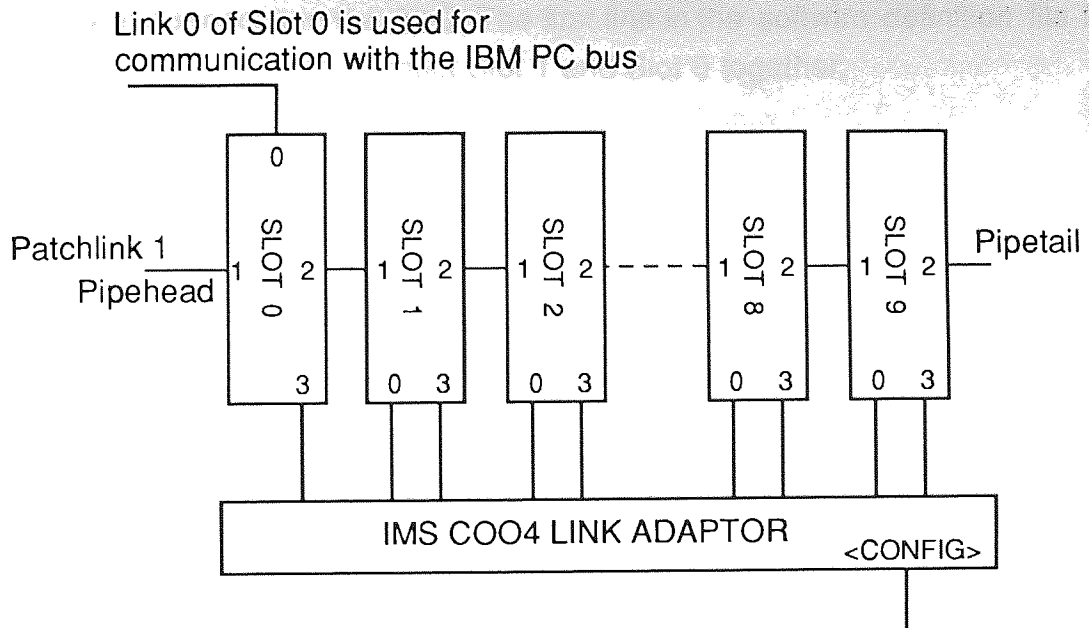 Link 0 of Slot 0 is used for
communication with the IBM PC bus
0
Patchlink 1
Pipehead
1 SLOT 0 2
3
1 SLOT 1 2
0 3
1 SLOT 2 2
0 3
1 SLOT 8 2
0 3
1 SLOT 9 2
0 3
Pipetail
IMS COO4 LINK ADAPTOR
<CONFIG>